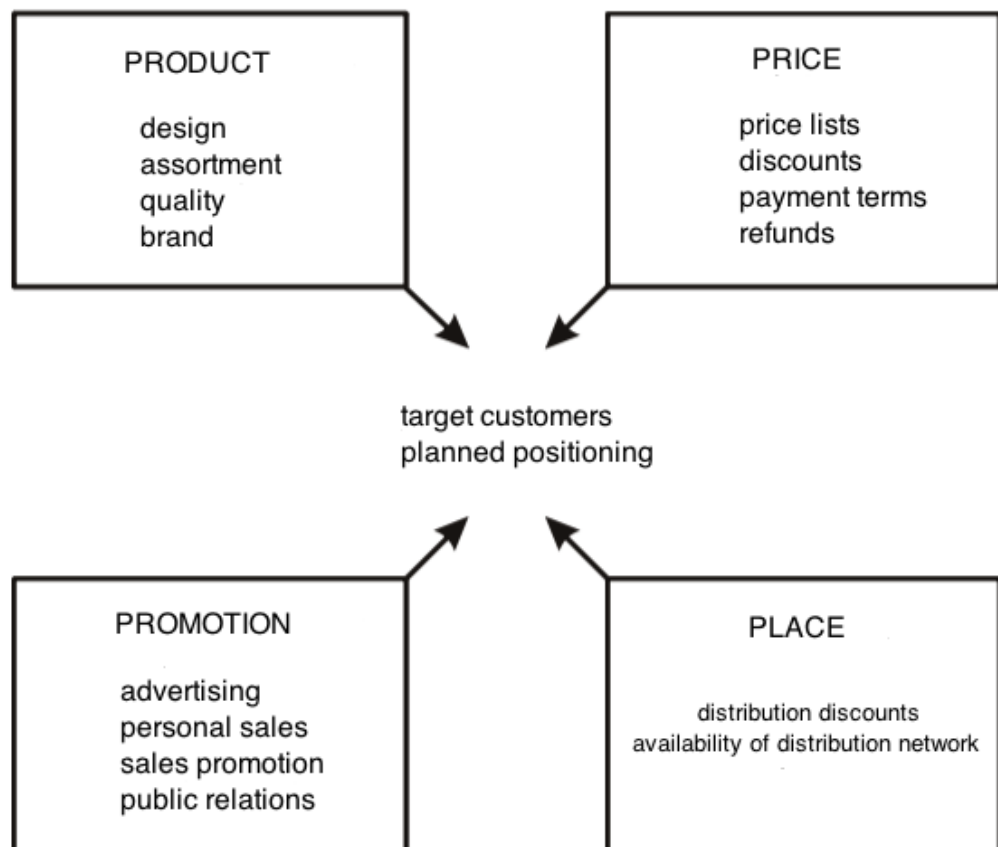 PRODUCT
design
assortment
quality
brand
PRICE
price lists
discounts
payment terms
refunds
target customers
planned positioning
PROMOTION
advertising
personal sales
sales promotion
public relations
PLACE
distribution discounts
availability of distribution network